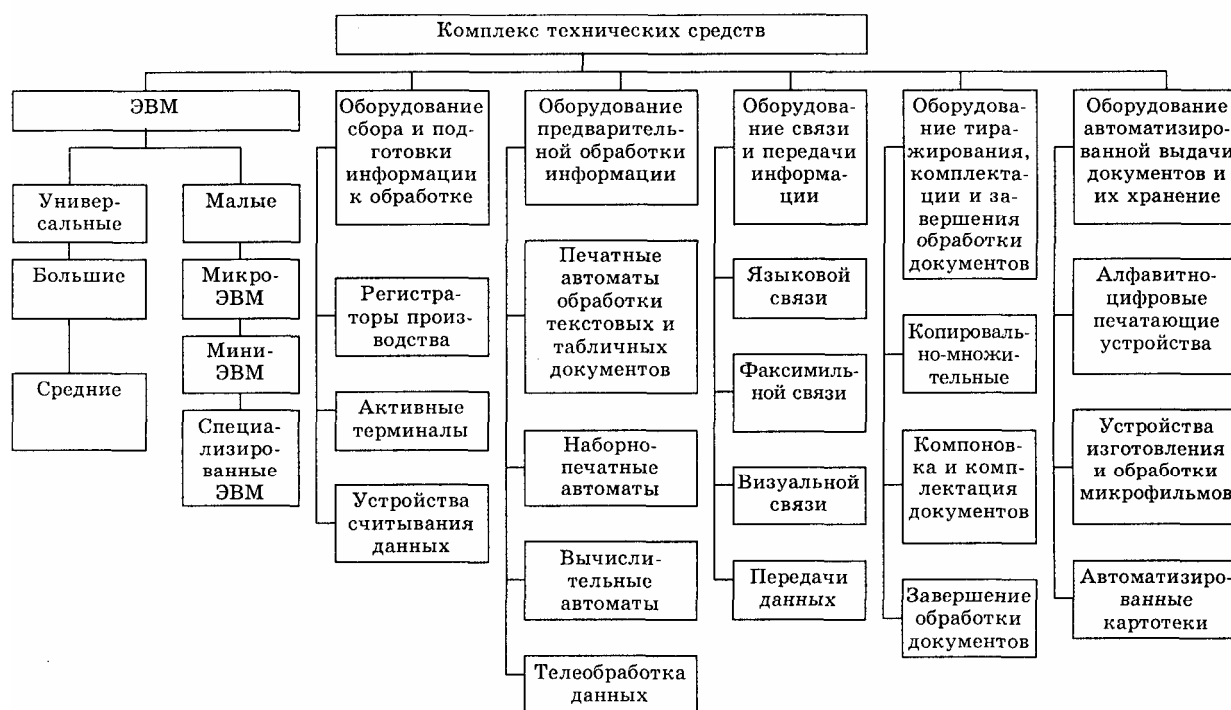 Комплекс технических средств
ЭВМ
Универ-
сальные
Большие
Средние
Малые
Микро-
ЭВМ
Мини-
ЭВМ
Специа-
лизиро-
ванные
ЭВМ
Оборудование
сбора и под-
готовки
информации
к обработке
Регистра-
торы произ-
водства
Активные
терминалы
Устройства
считывания
данных
Оборудование
предваритель-
ной обработки
информации
Печатные
автоматы
обработки
текстовых и
табличных
документов
Наборно-
печатные
автоматы
Вычисли-
тельные
автоматы
Телеобработка
данных
Оборудова-
ние связи
и передачи
информа-
ции
Языковой
связи
Факсимиль-
ной связи
Визуальной
связи
Передачи
данных
Оборудова-
ние тира-
жирования,
комплекта-
ции и за-
вершения
обработки
документов
Копироваль-
но-множи-
тельные
Компонов-
ка и комп-
лектация
документов
Завершение
обработки
документов
Оборудование
автоматизиро-
ванной выдачи
документов и
их хранение
Алфавитно-
цифровые
печатающие
устройства
Устройства
изготовления
и обработки
микрофильмов
Автоматизиро-
ванные
картотеки